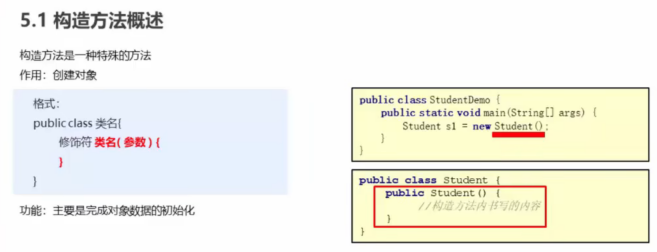 5.1 构造方法概述
构造方法是一种特殊的方法
作用：创建对象
格式：
public class 类名{
修饰符 类名( 参数 ) {
}
}
功能：主要是完成对象数据的初始化
public class StudentDemo {
public static void main(String[] args) {
Student s1 = new Student();
}
}
public class Student {
public Student() {
//构造方法内书写的内容
}
}